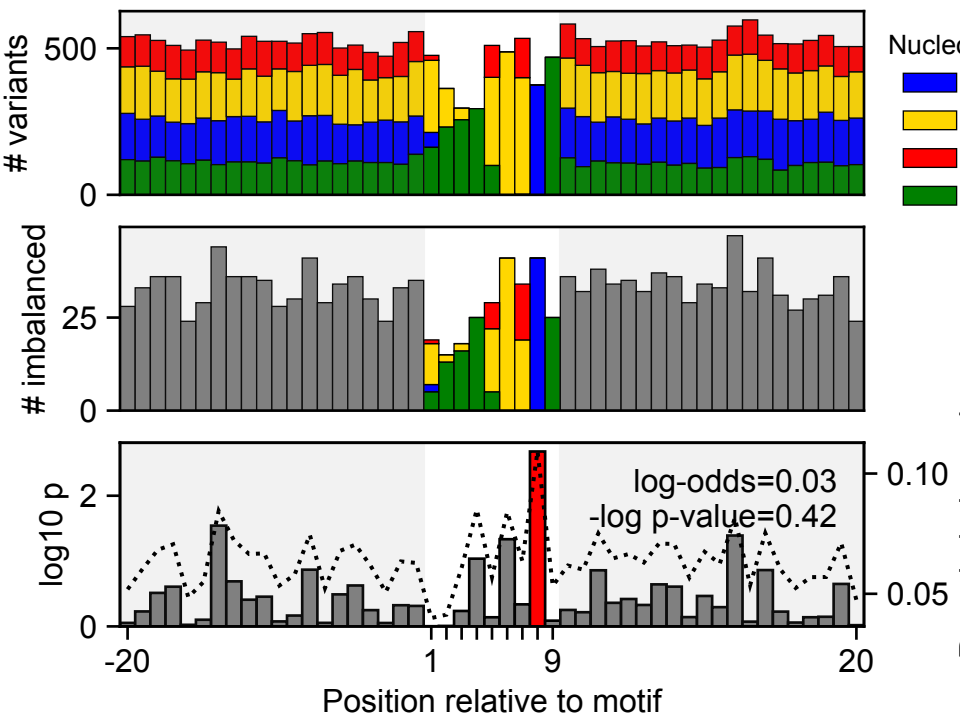 # variants
500
0
Nuclec
# imbalanced
25
0
log10 p
2
0
log-odds=0.03
-log p-value=0.42
0.10
0.05
-20
1
9
20
Position relative to motif